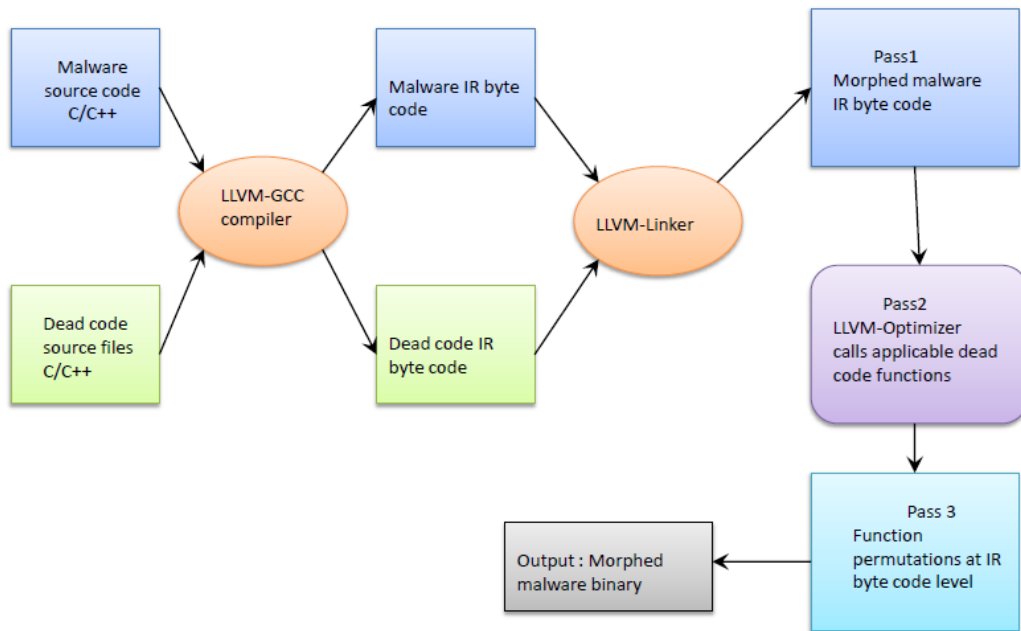 Malware
source code
C/C++
Malware IR byte
code
Pass1
Morphed malware
IR byte code
LLVM-GCC
compiler
LLVM-Linker
Dead code
source files
C/C++
Dead code IR
byte code
Pass2
LLVM-Optimizer
calls applicable dead
code functions
Pass 3
Function
permutations at IR
byte code level
Output : Morphed
malware binary